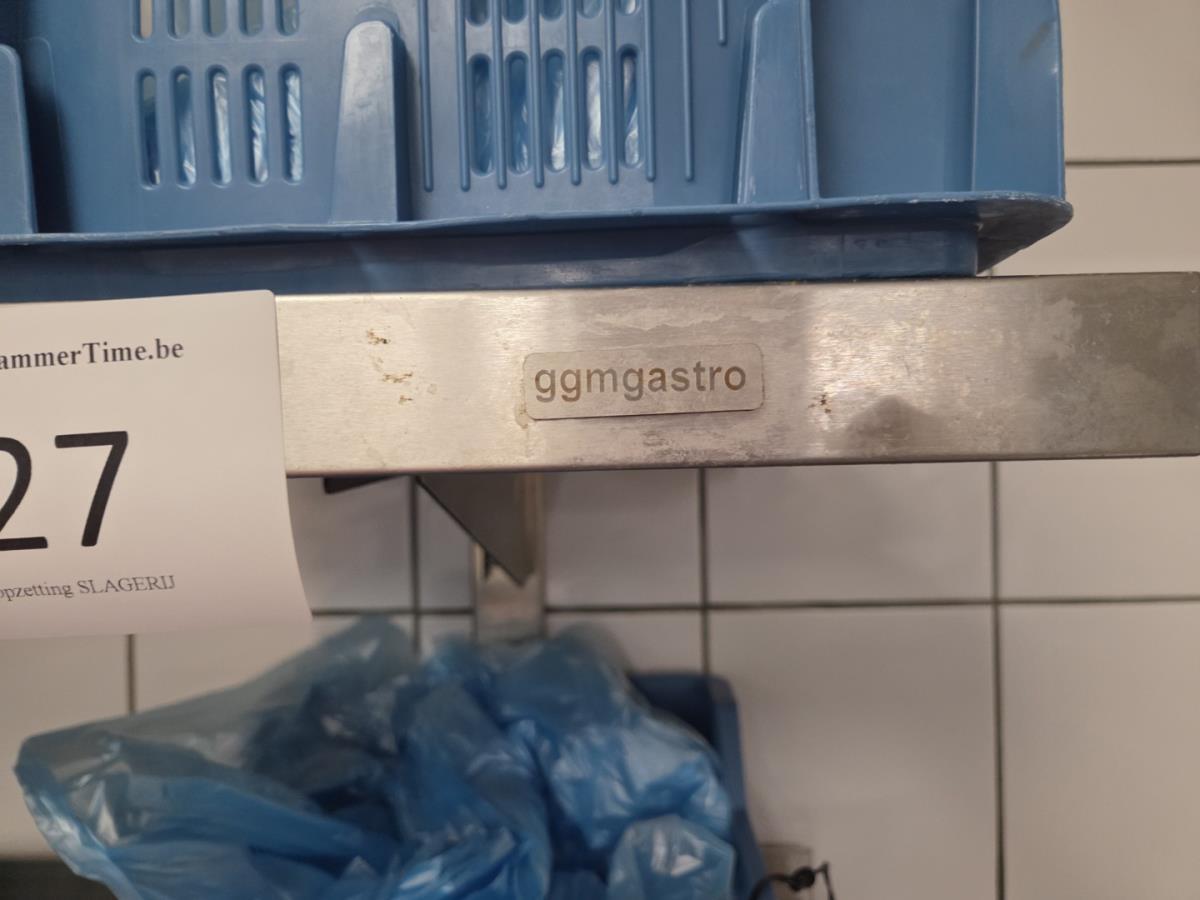 ammerTime.be
27
opzetting SLAGERIJ
ggmgastro